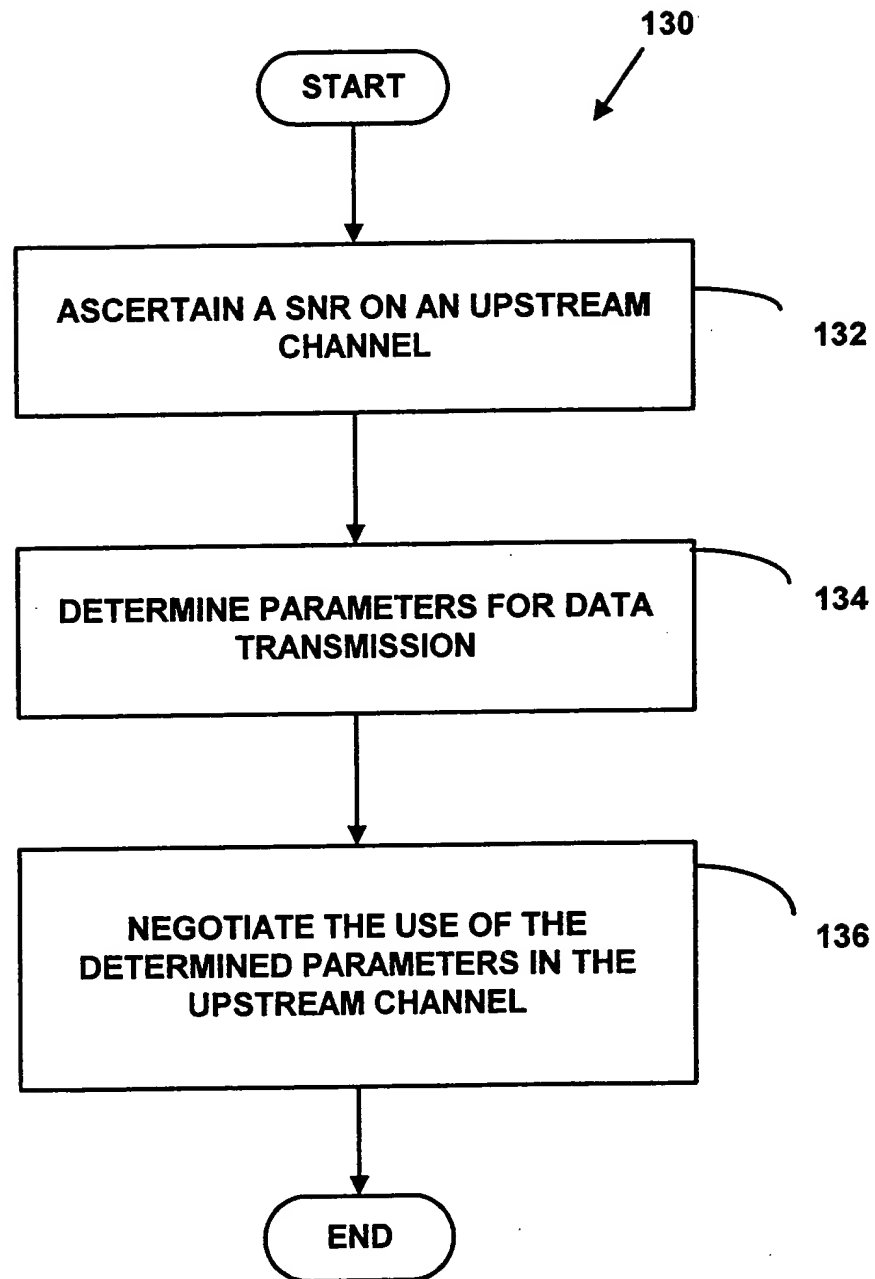 130
START
ASCERTAIN A SNR ON AN UPSTREAM
CHANNEL
132
DETERMINE PARAMETERS FOR DATA
TRANSMISSION
134
NEGOTIATE THE USE OF THE
DETERMINED PARAMETERS IN THE
UPSTREAM CHANNEL
136
END